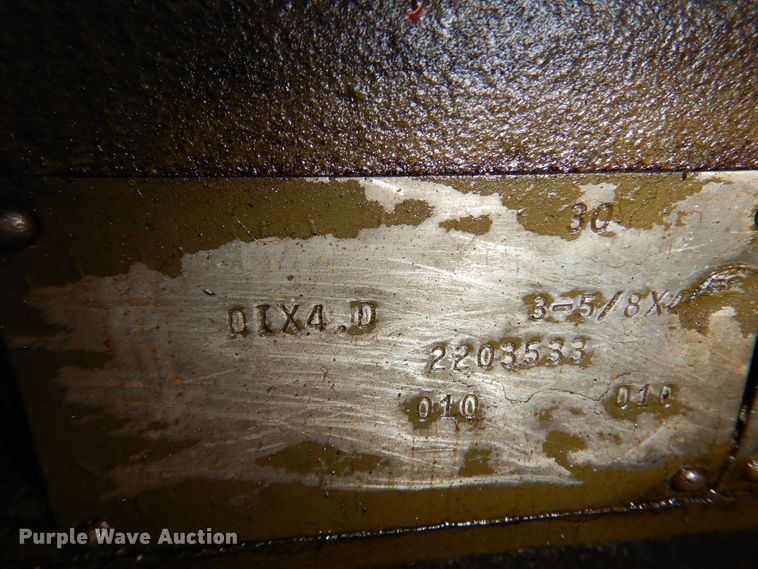 30
DIX4.D 3-5/8X
2203533
010 010
Purple Wave Auction